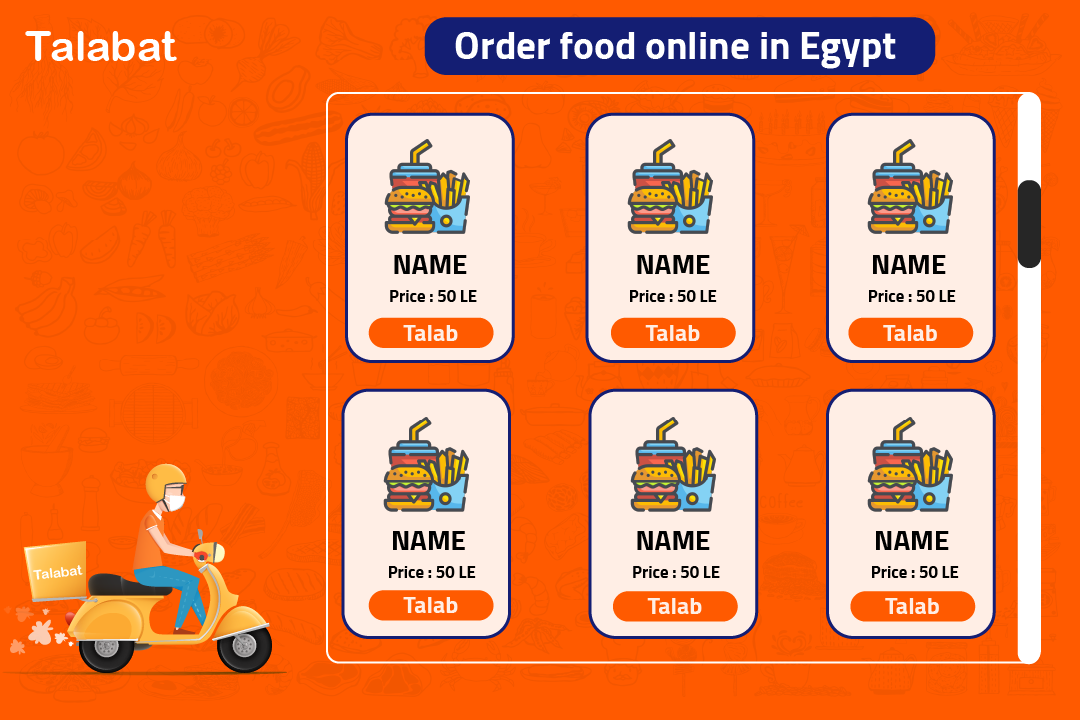 Talabat
Order food online in Egypt
NAME
Price : 50 LE
Talab
NAME
Price : 50 LE
Talab
NAME
Price : 50 LE
Talab
NAME
Price : 50 LE
Talab
NAME
Price : 50 LE
Talab
NAME
Price : 50 LE
Talab
Talabat
coffee